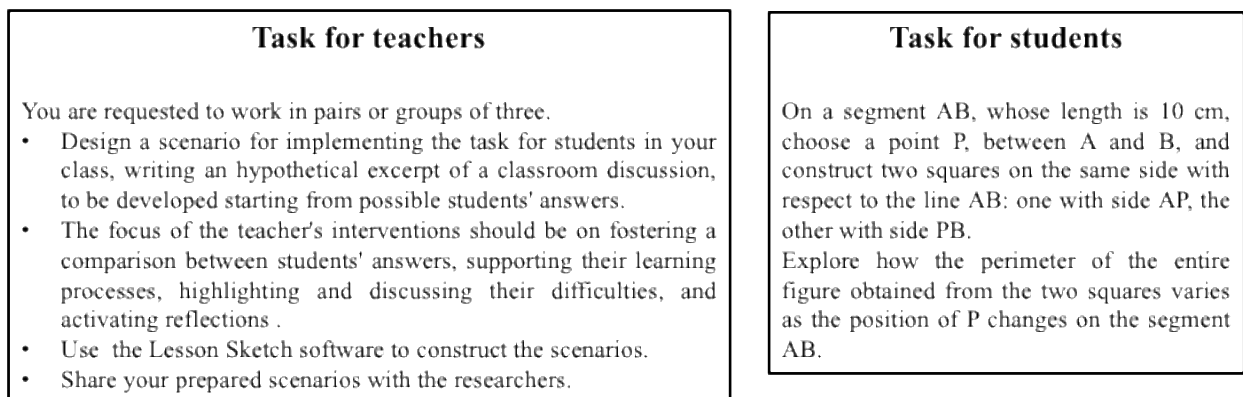 Task for teachers
You are requested to work in pairs or groups of three.
• Design a scenario for implementing the task for students in your
class, writing an hypothetical excerpt of a classroom discussion,
to be developed starting from possible students' answers.
• The focus of the teacher's interventions should be on fostering a
comparison between students' answers, supporting their learning
processes, highlighting and discussing their difficulties, and
activating reflections .
• Use the Lesson Sketch software to construct the scenarios.
• Share your prepared scenarios with the researchers.
Task for students
On a segment AB, whose length is 10 cm,
choose a point P, between A and B, and
construct two squares on the same side with
respect to the line AB: one with side AP, the
other with side PB.
Explore how the perimeter of the entire
figure obtained from the two squares varies
as the position of P changes on the segment
AB.